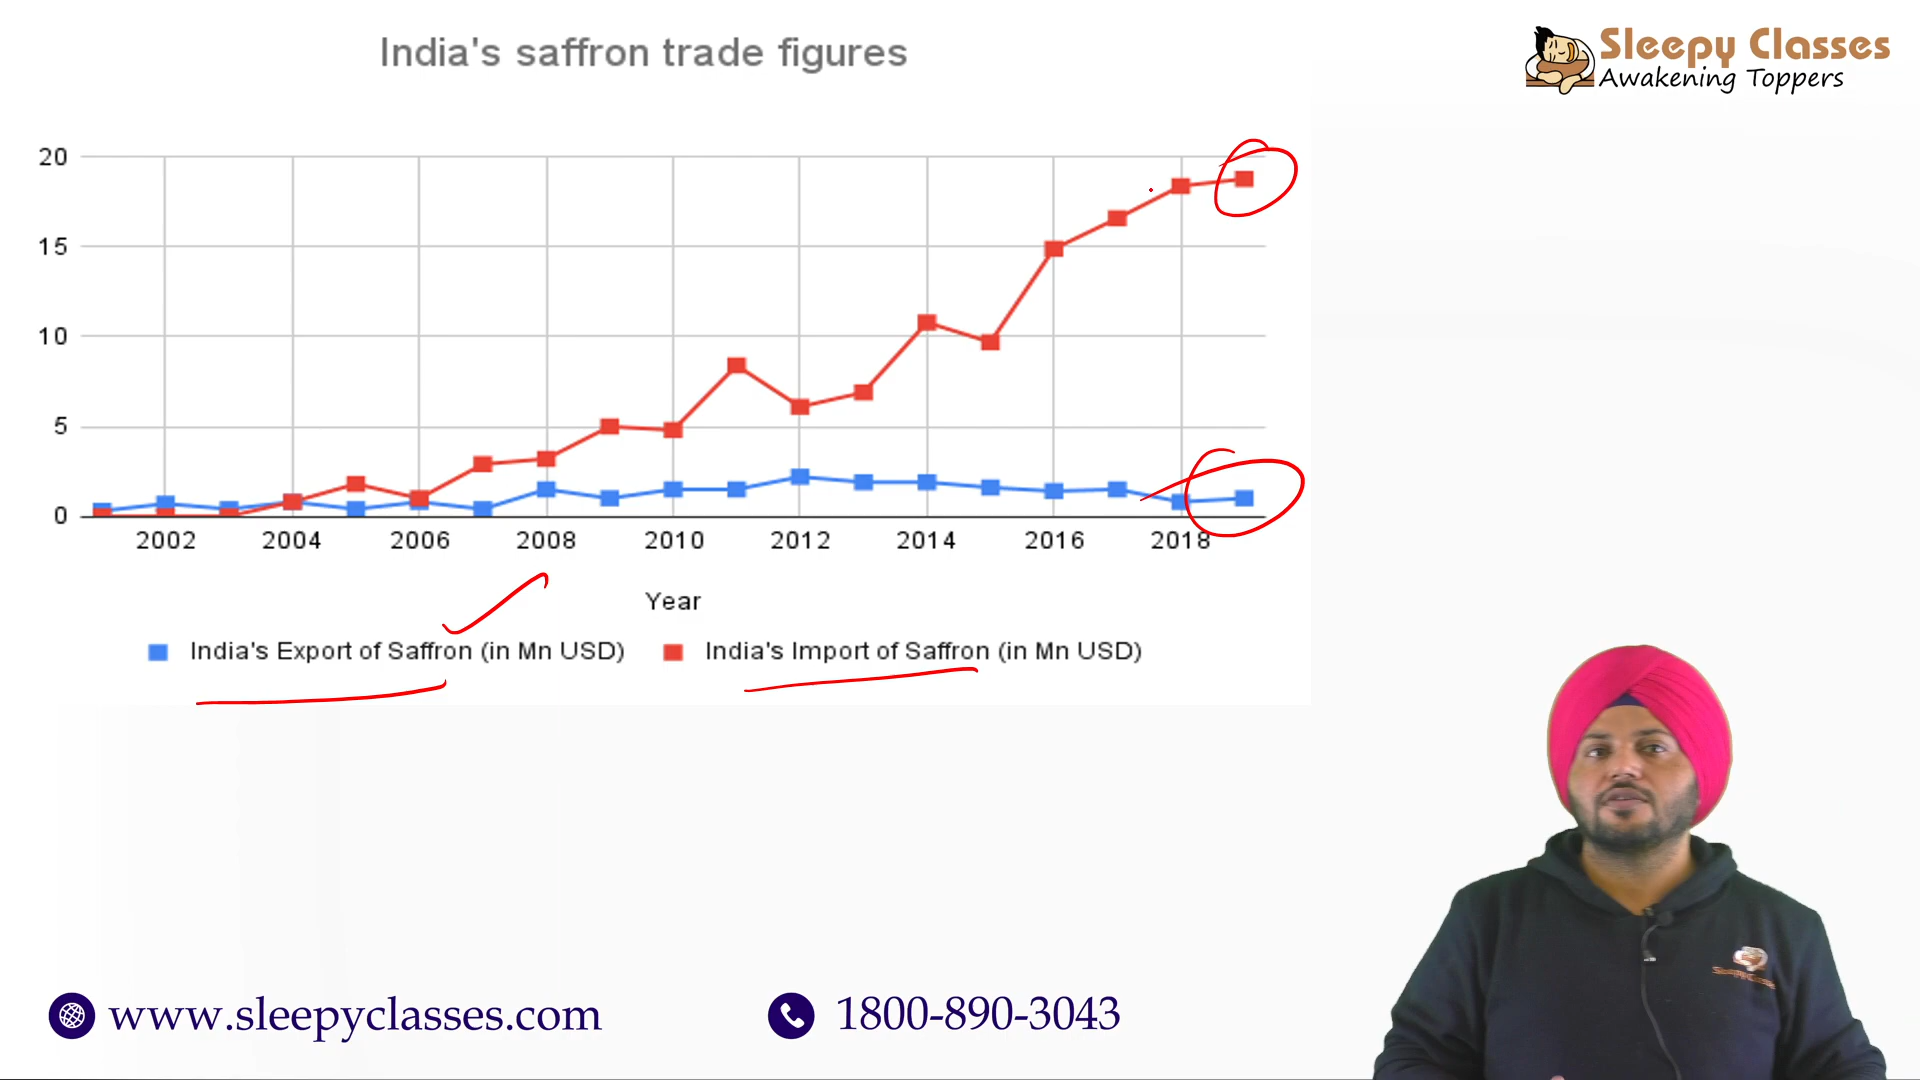 India's saffron trade figures
Sleepy Classes
Awakening Toppers
20
15
10
5
0
2002 2004 2006 2008 2010 2012 2014 2016 2018
Year
India's Export of Saffron (in Mn USD) India's Import of Saffron (in Mn USD)
www.sleepyclasses.com 1800-890-3043